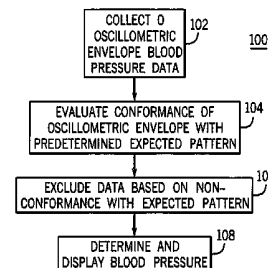 COLLECT O
OSCILLOMETRIC
ENVELOPE BLOOD
PRESSURE DATA
102
100
EVALUATE CONFORMANCE OF
OSCILLOMETRIC ENVELOPE WITH
PREDETERMINED EXPECTED PATTERN
104
EXCLUDE DATA BASED ON NON-
CONFORMANCE WITH EXPECTED PATTERN
10
DETERMINE AND
DISPLAY BLOOD PRESSURE
108